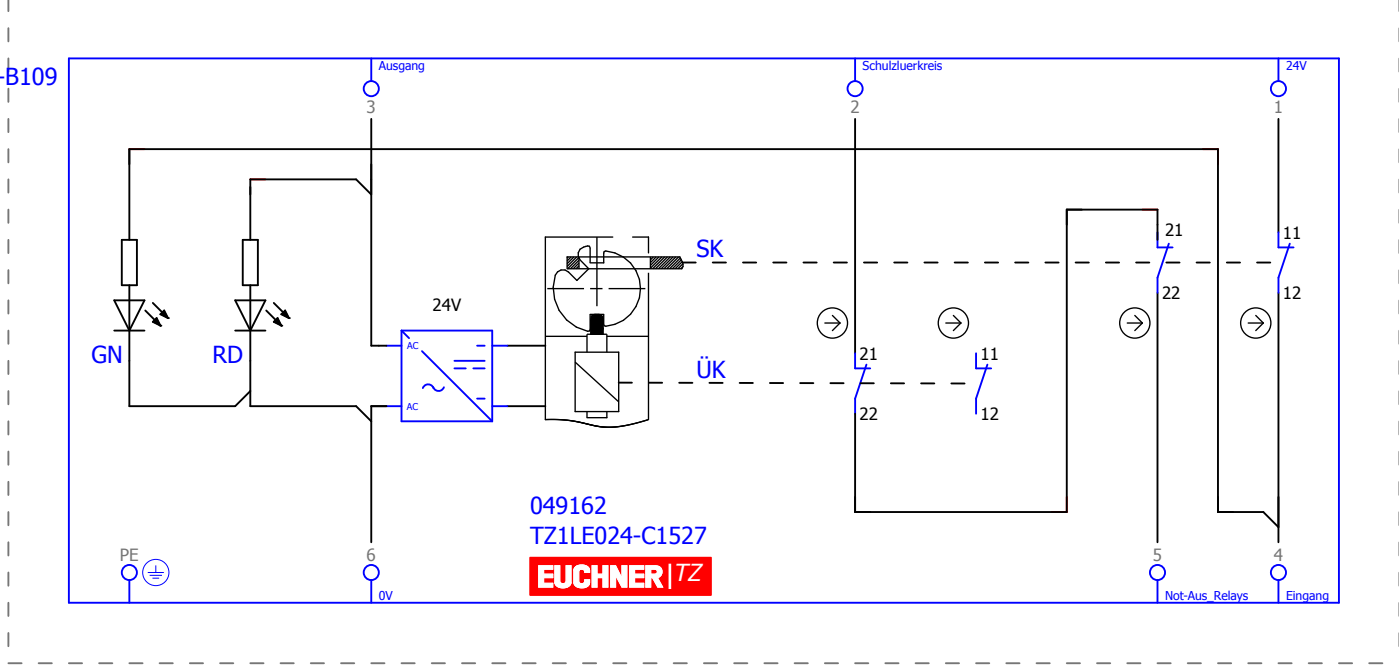 -B109
Ausgang
Schulzluerkreis
24V
3
2
1
SK
21
11
22
12
24V
GN
RD
AC
AC
ÜK
21
11
22
12
049162
TZ1LE024-C1527
EUCHNER|TZ
PE
6
5
4
0V
Not-Aus_Relays
Eingang